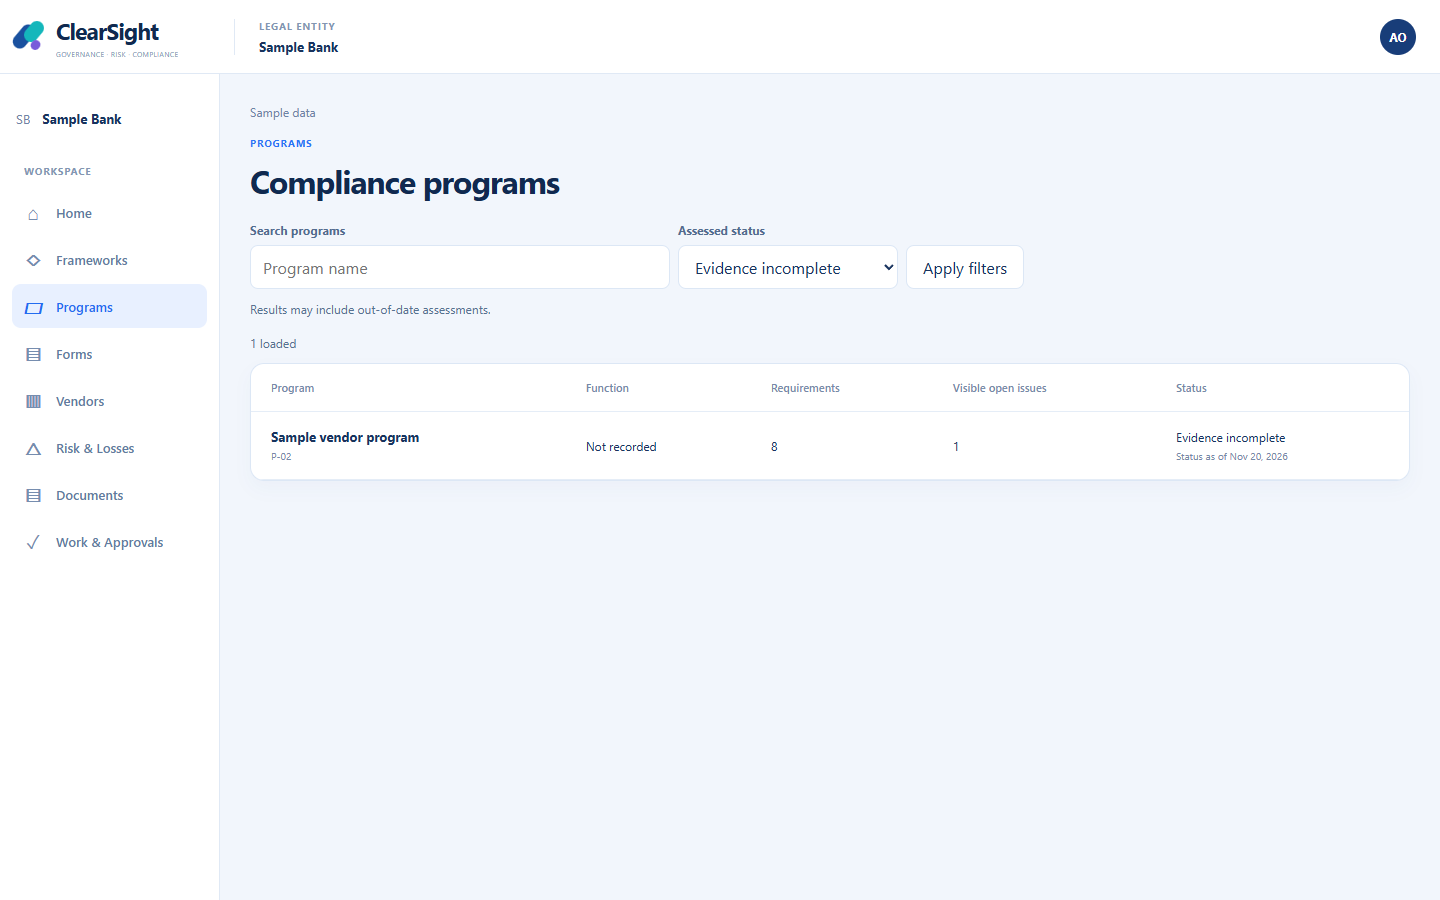 ClearSight
GOVERNANCE · RISK · COMPLIANCE
LEGAL ENTITY
Sample Bank
AO
SB Sample Bank
WORKSPACE
Home
Frameworks
Programs
Forms
Vendors
Risk & Losses
Documents
Work & Approvals
Sample data
PROGRAMS
Compliance programs
Search programs
Assessed status
Program name
Evidence incomplete
Apply filters
Results may include out-of-date assessments.
1 loaded
Program Function Requirements Visible open issues Status
Sample vendor program Not recorded 8 1 Evidence incomplete
P-02 Status as of Nov 20, 2026